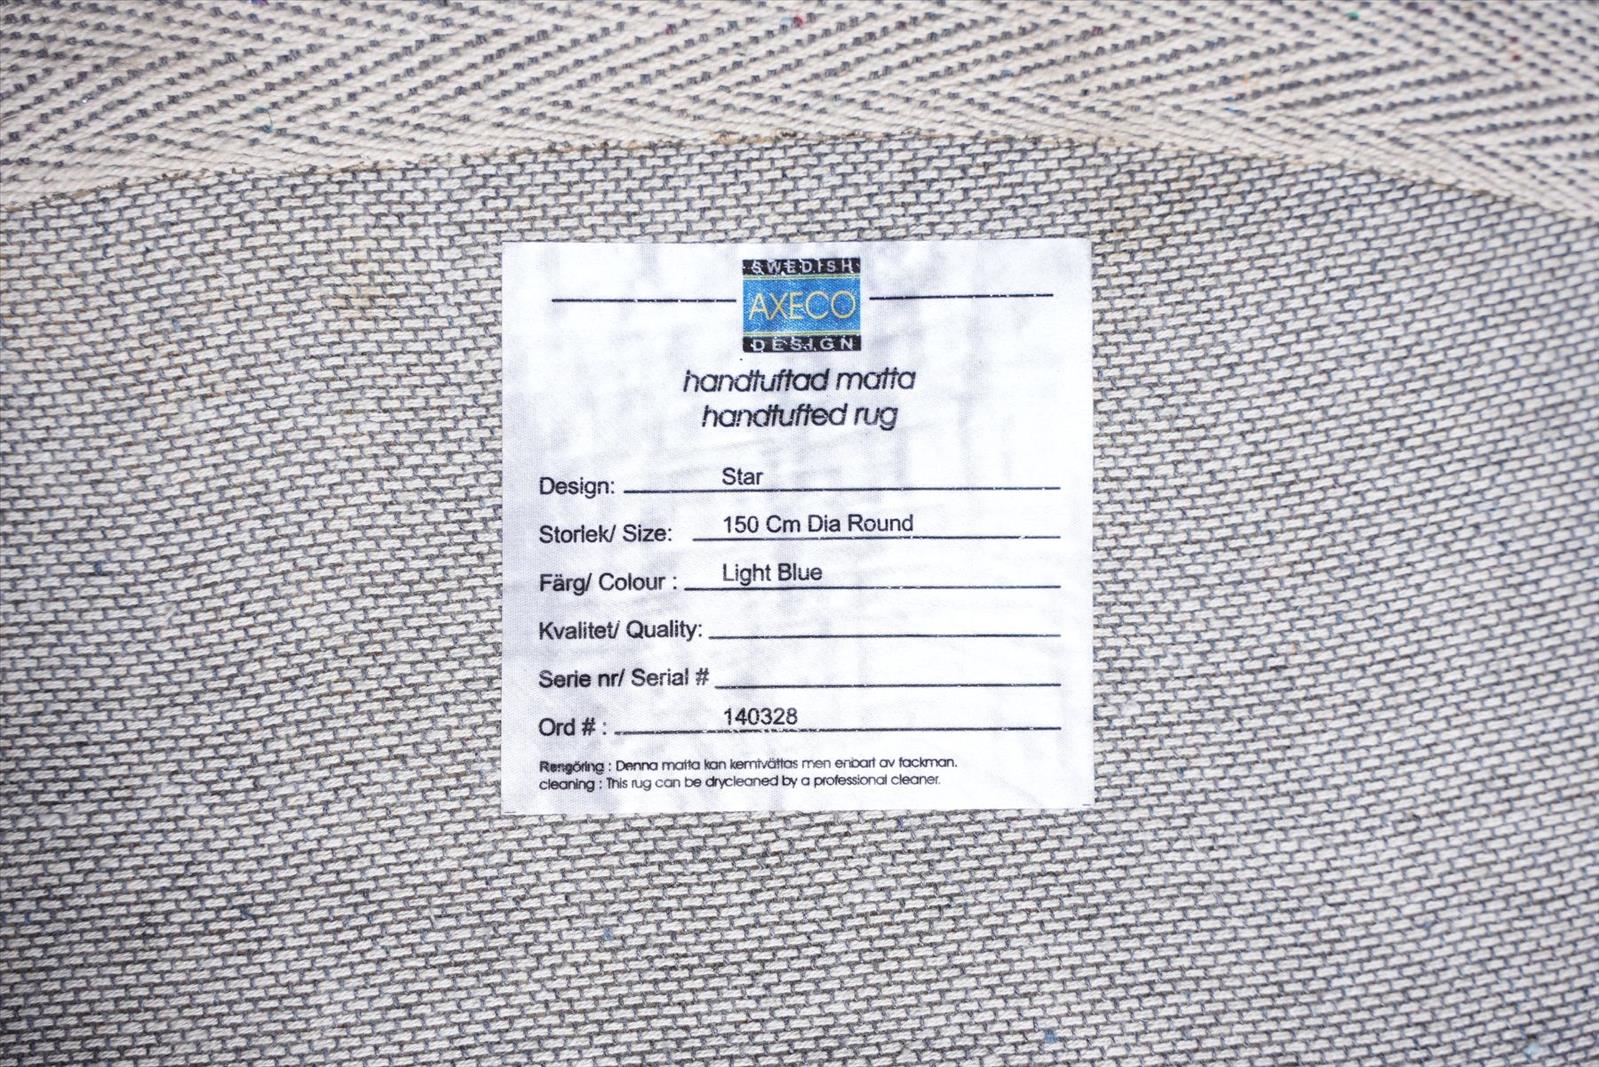 SWEDISH
AXECO
DESIGN
handtuftad matta
handtufted rug
Design: Star
Storlek/ Size: 150 Cm Dia Round
Färg/ Colour : Light Blue
Kvalitet/ Quality:
Serie nr/ Serial #
Ord # : 140328
Rengöring : Denna matta kan kemtvättas men enbart av fackman.
cleaning : This rug can be drycleaned by a professional cleaner.